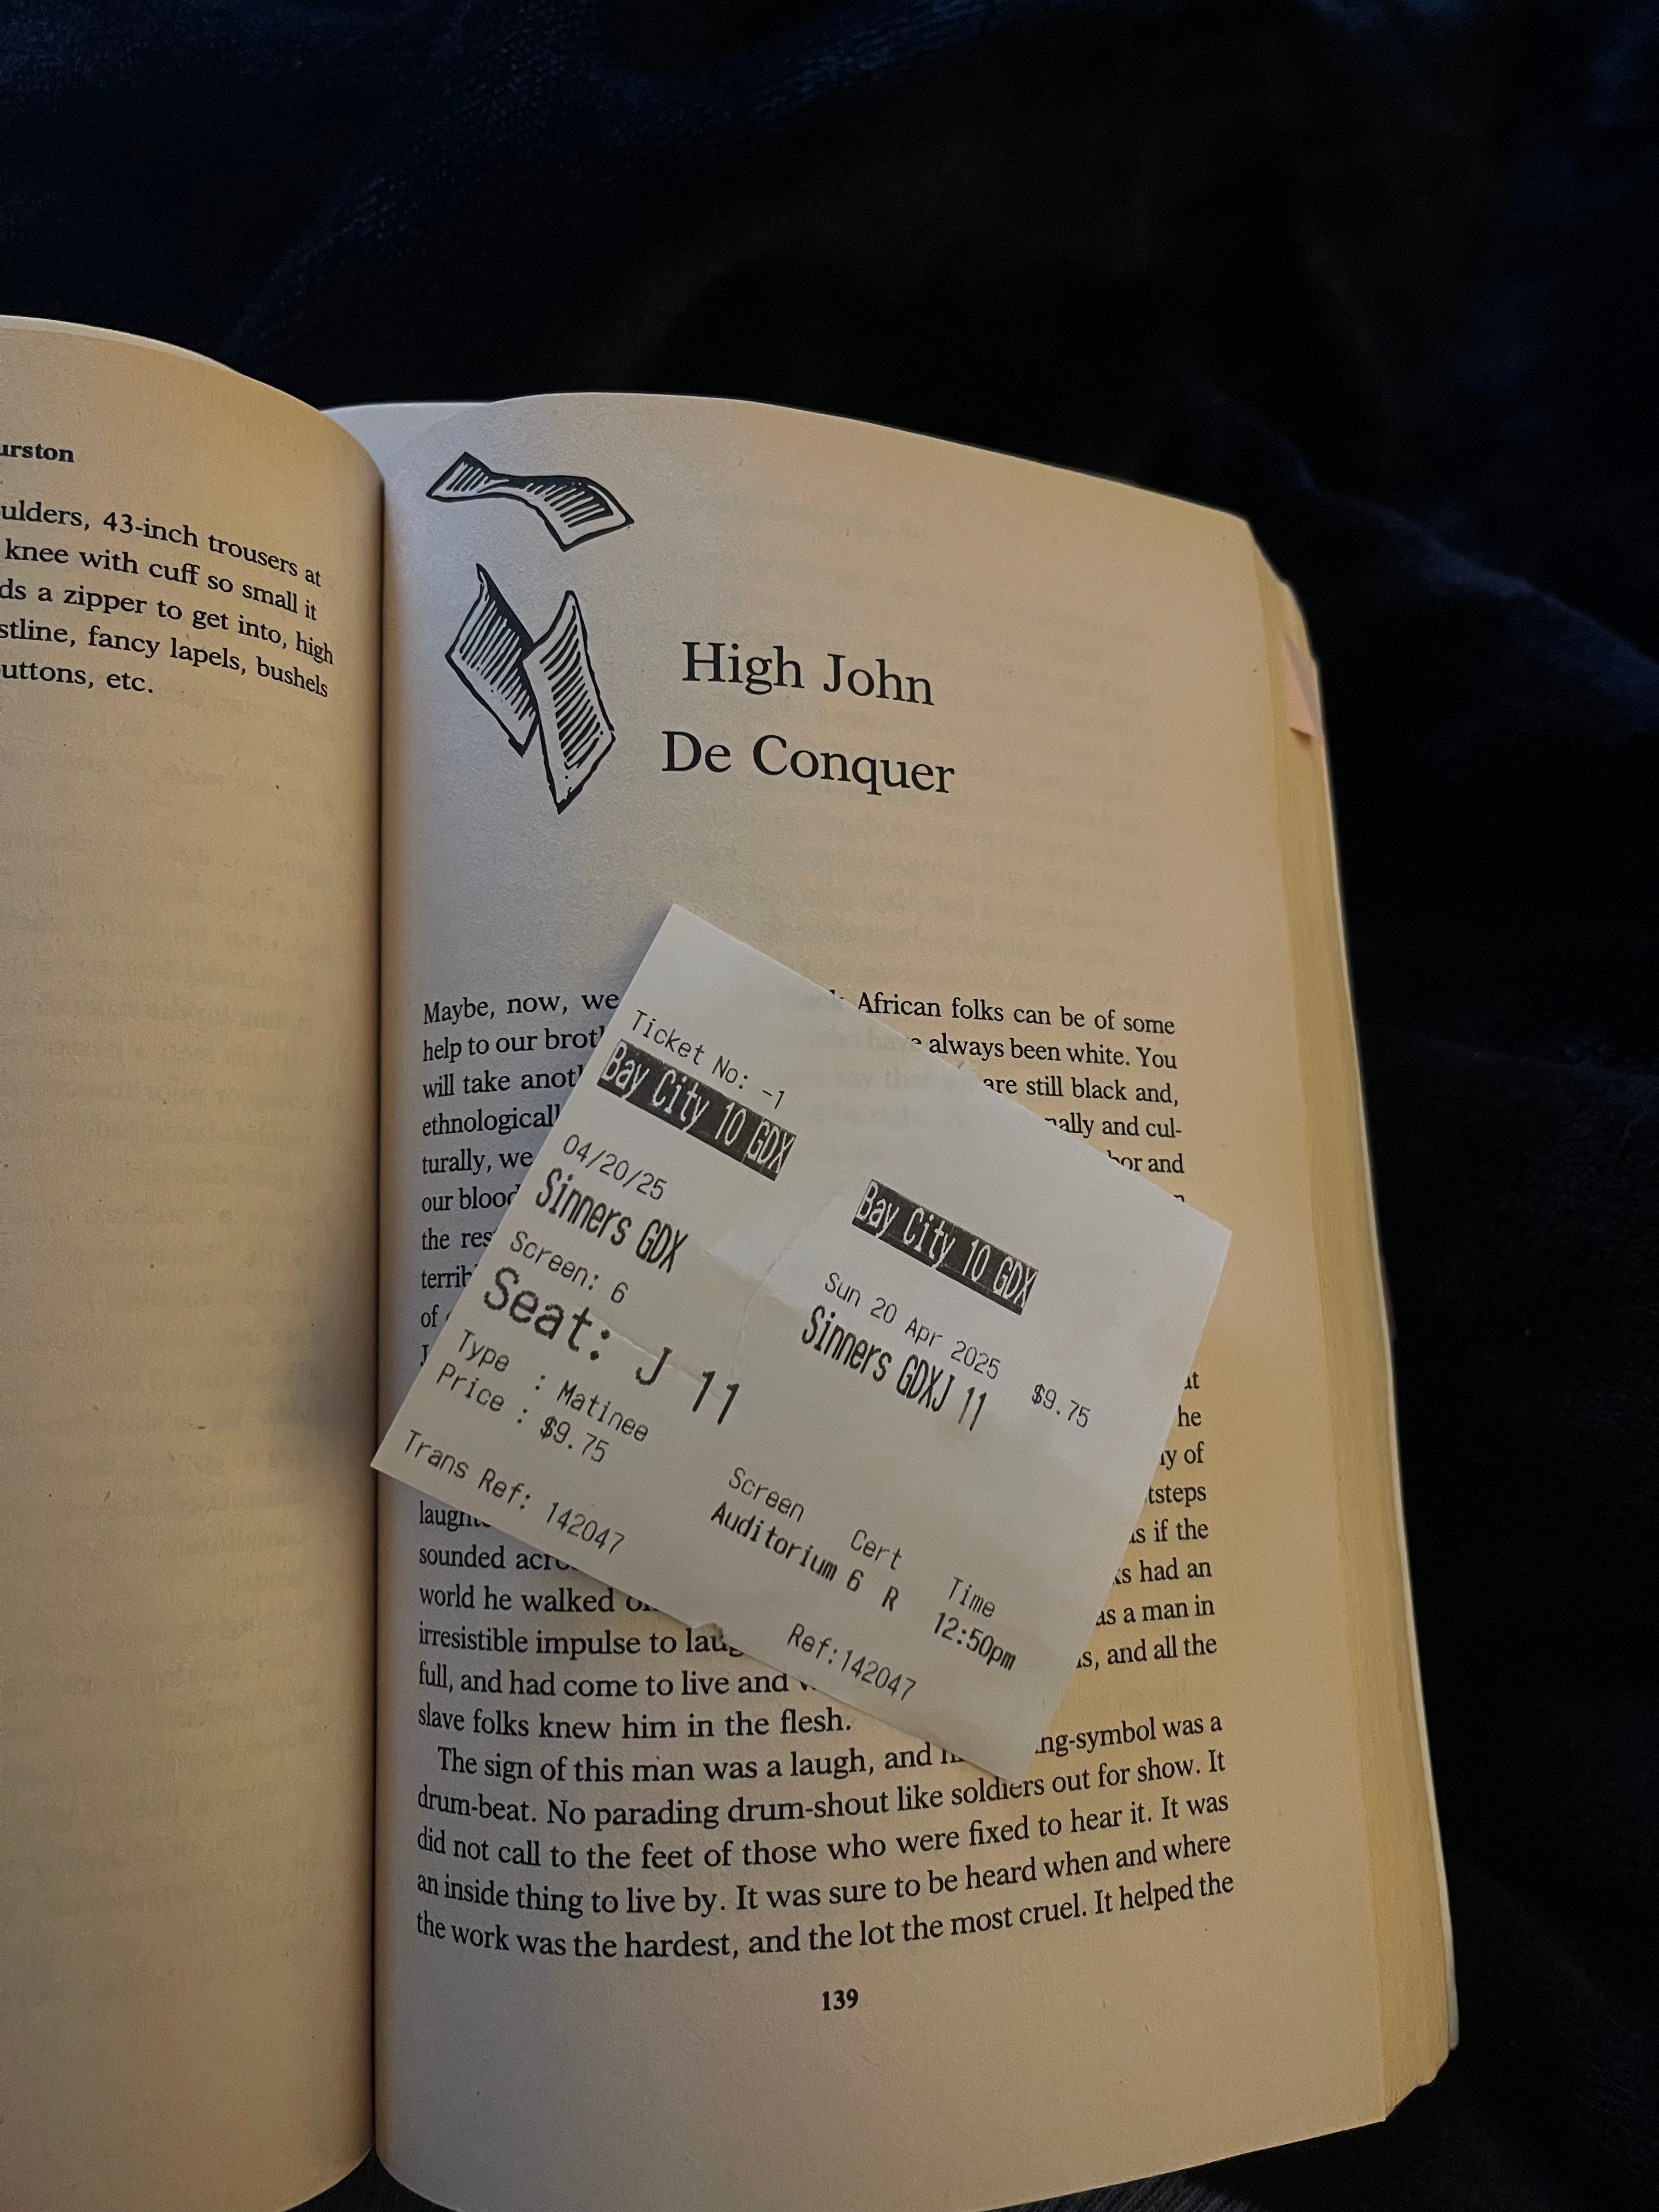 urston
ulders, 43-inch trousers at
knee with cuff so small it
ds a zipper to get into, high
stline, fancy lapels, bushels
uttons, etc.
High John
De Conquer
Maybe, now, we African folks can be of some
help to our brot always been white. You
will take anot are still black and,
ethnologicall nally and cul-
turally, we bor and
our blood
the res
terrib
of
at
he
ny of
tsteps
as if the
laught ks had an
sounded acro as a man in
world he walked
irresistible impulse to laug s, and all the
full, and had come to live and
slave folks knew him in the flesh.
The sign of this man was a laugh, and ng-symbol was a
drum-beat. No parading drum-shout like soldiers out for show. It
did not call to the feet of those who were fixed to hear it. It was
an inside thing to live by. It was sure to be heard when and where
the work was the hardest, and the lot the most cruel. It helped the
139
Ticket No: -1
Bay City 10 GDX
04/20/25
Sinners GDX
Screen: 6
Seat: J 11
Type : Matinee
Price : $9.75
Trans Ref: 142047
Bay City 10 GDX
Sun 20 Apr 2025 $9.75
Sinners GDXJ 11
Screen Cert Time
Auditorium 6 R 12:50pm
Ref:142047